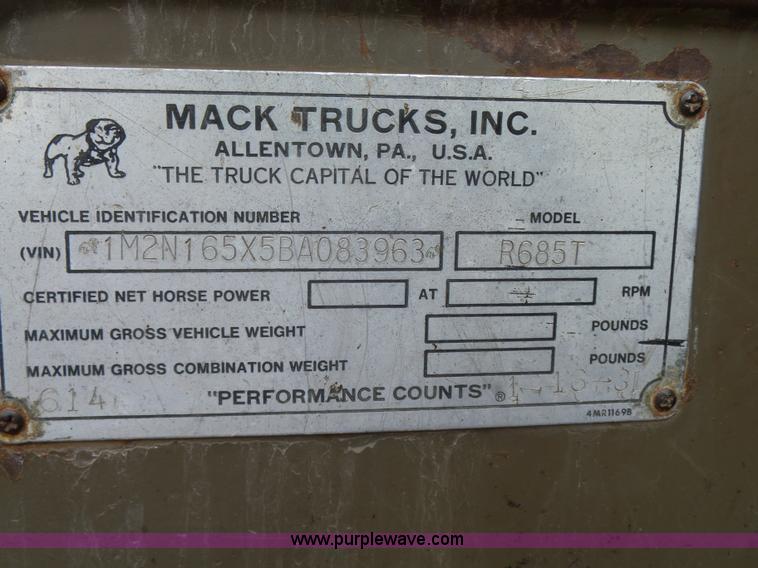 MACK TRUCKS, INC.
ALLENTOWN, PA., U.S.A.
"THE TRUCK CAPITAL OF THE WORLD"
VEHICLE IDENTIFICATION NUMBER MODEL
(VIN) 1M2N165X5BA083963 R685T
CERTIFIED NET HORSE POWER AT RPM
MAXIMUM GROSS VEHICLE WEIGHT POUNDS
MAXIMUM GROSS COMBINATION WEIGHT POUNDS
614 "PERFORMANCE COUNTS"®
4MR1169B
www.purplewave.com